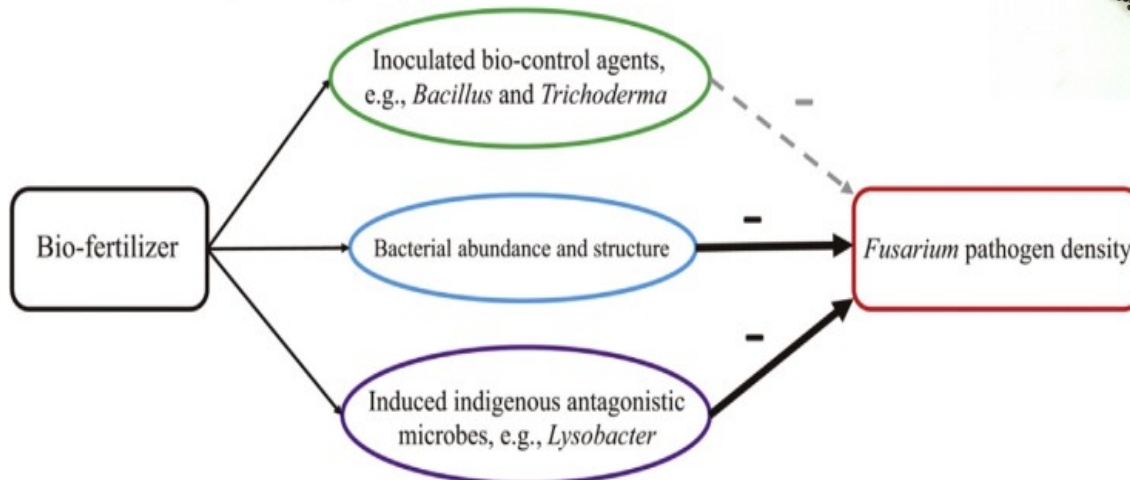 Inoculated bio-control agents,
e.g., Bacillus and Trichoderma
-
Bio-fertilizer
Bacterial abundance and structure
-
Fusarium pathogen density
-
Induced indigenous antagonistic
microbes, e.g., Lysobacter